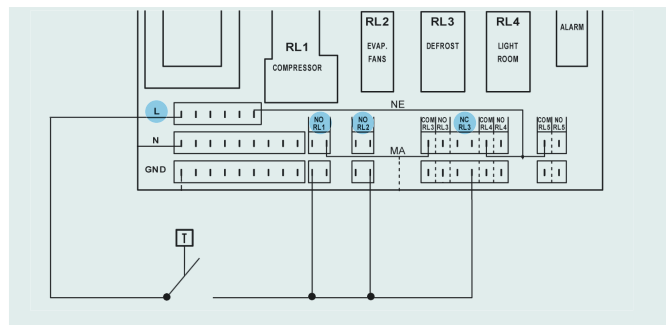 RL1
COMPRESSOR
RL2
EVAP.
FANS
RL3
DEFROST
RL4
LIGHT
ROOM
ALARM
L
NE
NO
RL1
NO
RL2
COM
RL3
NO
RL3
NC
RL3
COM
RL4
NO
RL4
COM
RL5
NO
RL5
N
MA
GND
T